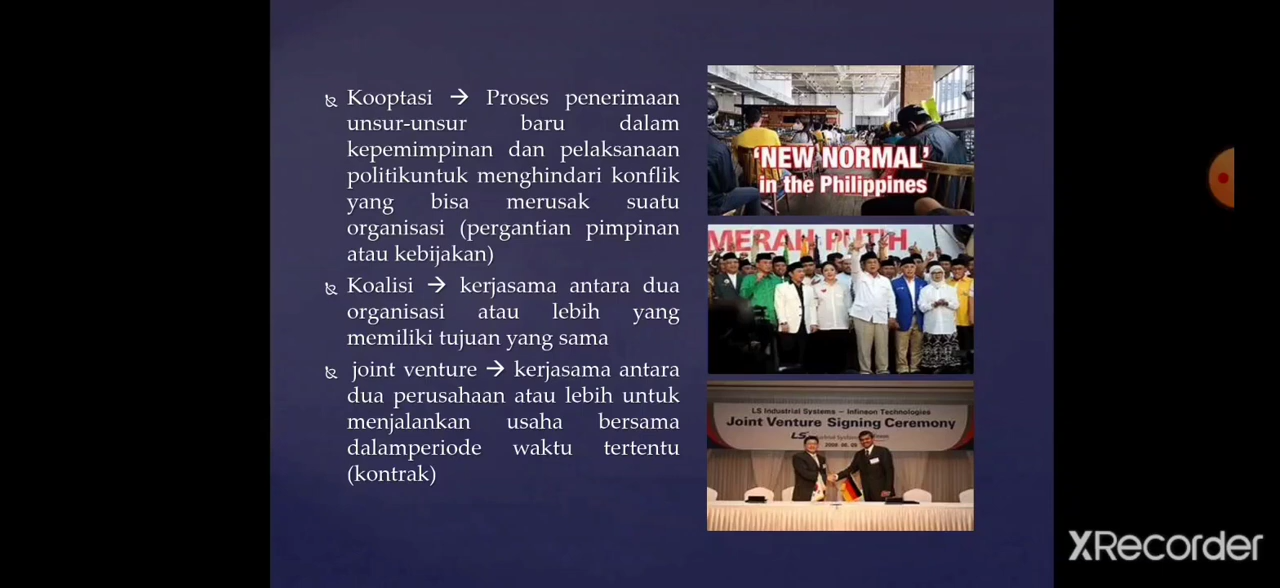 Kooptasi → Proses penerimaan
unsur-unsur baru dalam
kepemimpinan dan pelaksanaan
politikuntuk menghindari konflik
yang bisa merusak suatu
organisasi (pergantian pimpinan
atau kebijakan)
Koalisi → kerjasama antara dua
organisasi atau lebih yang
memiliki tujuan yang sama
joint venture → kerjasama antara
dua perusahaan atau lebih untuk
menjalankan usaha bersama
dalamperiode waktu tertentu
(kontrak)
'NEW NORMAL'
in the Philippines
MERAH PUTIH
LS Industrial Systems – Infineon Technologies
Joint Venture Signing Ceremony
XRecorder